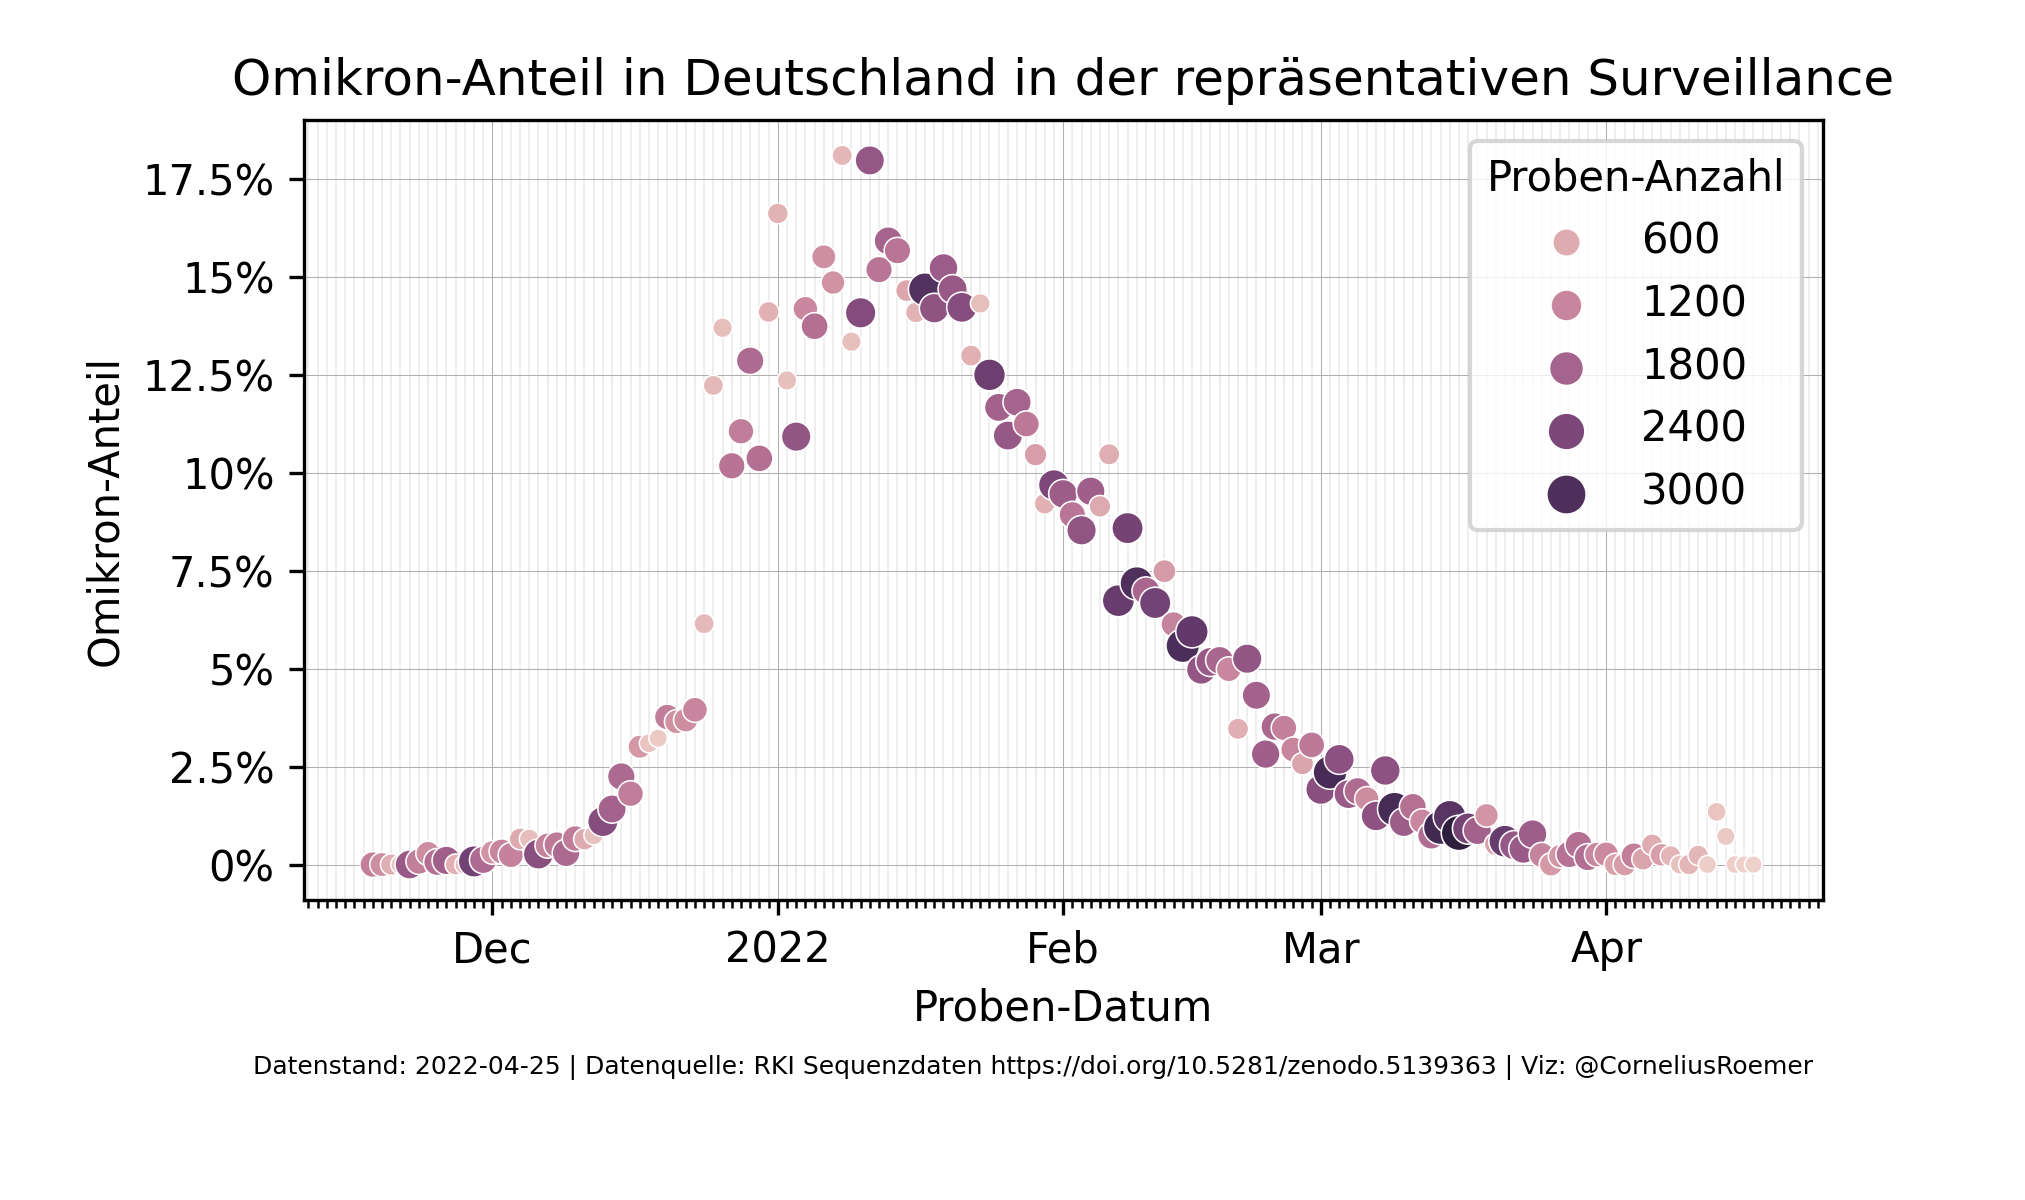 Omikron-Anteil in Deutschland in der repräsentativen Surveillance
Omikron-Anteil
17.5%
15%
12.5%
10%
7.5%
5%
2.5%
0%
Proben-Anzahl
600
1200
1800
2400
3000
Dec
2022
Feb
Mar
Apr
Proben-Datum
Datenstand: 2022-04-25 | Datenquelle: RKI Sequenzdaten https://doi.org/10.5281/zenodo.5139363 | Viz: @CorneliusRoemer